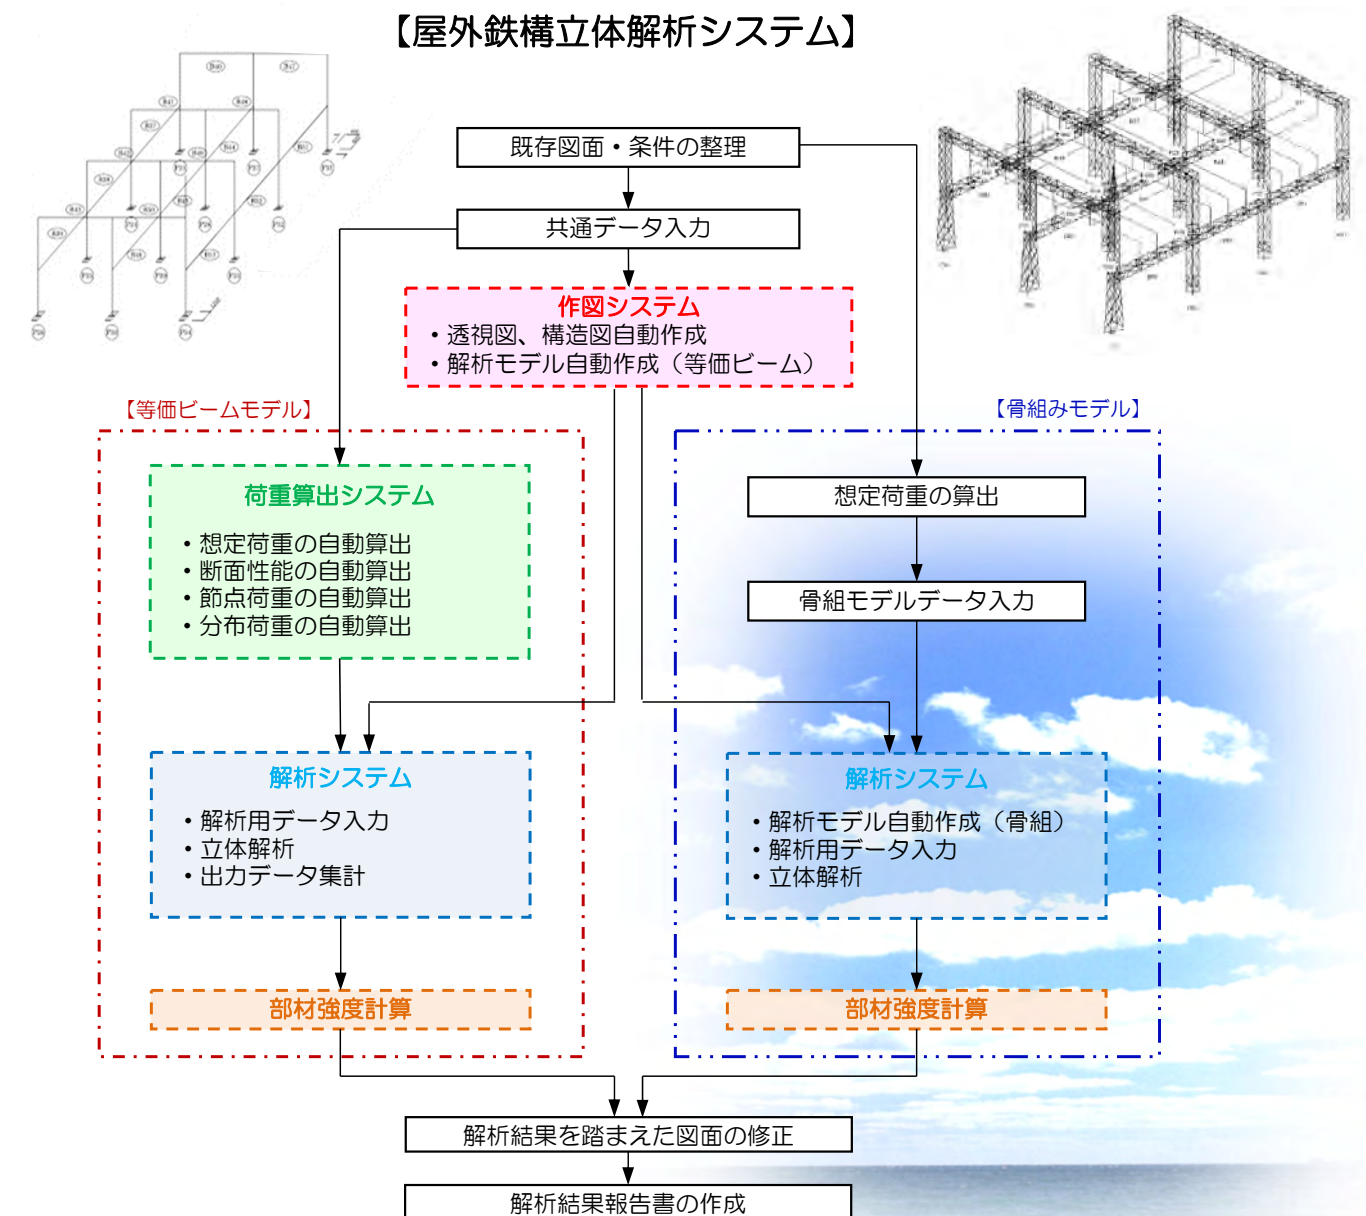 【屋外鉄構立体解析システム】
既存図面・条件の整理
共通データ入力
作図システム
・透視図、構造図自動作成
・解析モデル自動作成（等価ビーム）
【等価ビームモデル】
【骨組みモデル】
荷重算出システム
・想定荷重の自動算出
・断面性能の自動算出
・節点荷重の自動算出
・分布荷重の自動算出
想定荷重の算出
骨組モデルデータ入力
解析システム
・解析用データ入力
・立体解析
・出力データ集計
解析システム
・解析モデル自動作成（骨組）
・解析用データ入力
・立体解析
部材強度計算
部材強度計算
解析結果を踏まえた図面の修正
解析結果報告書の作成